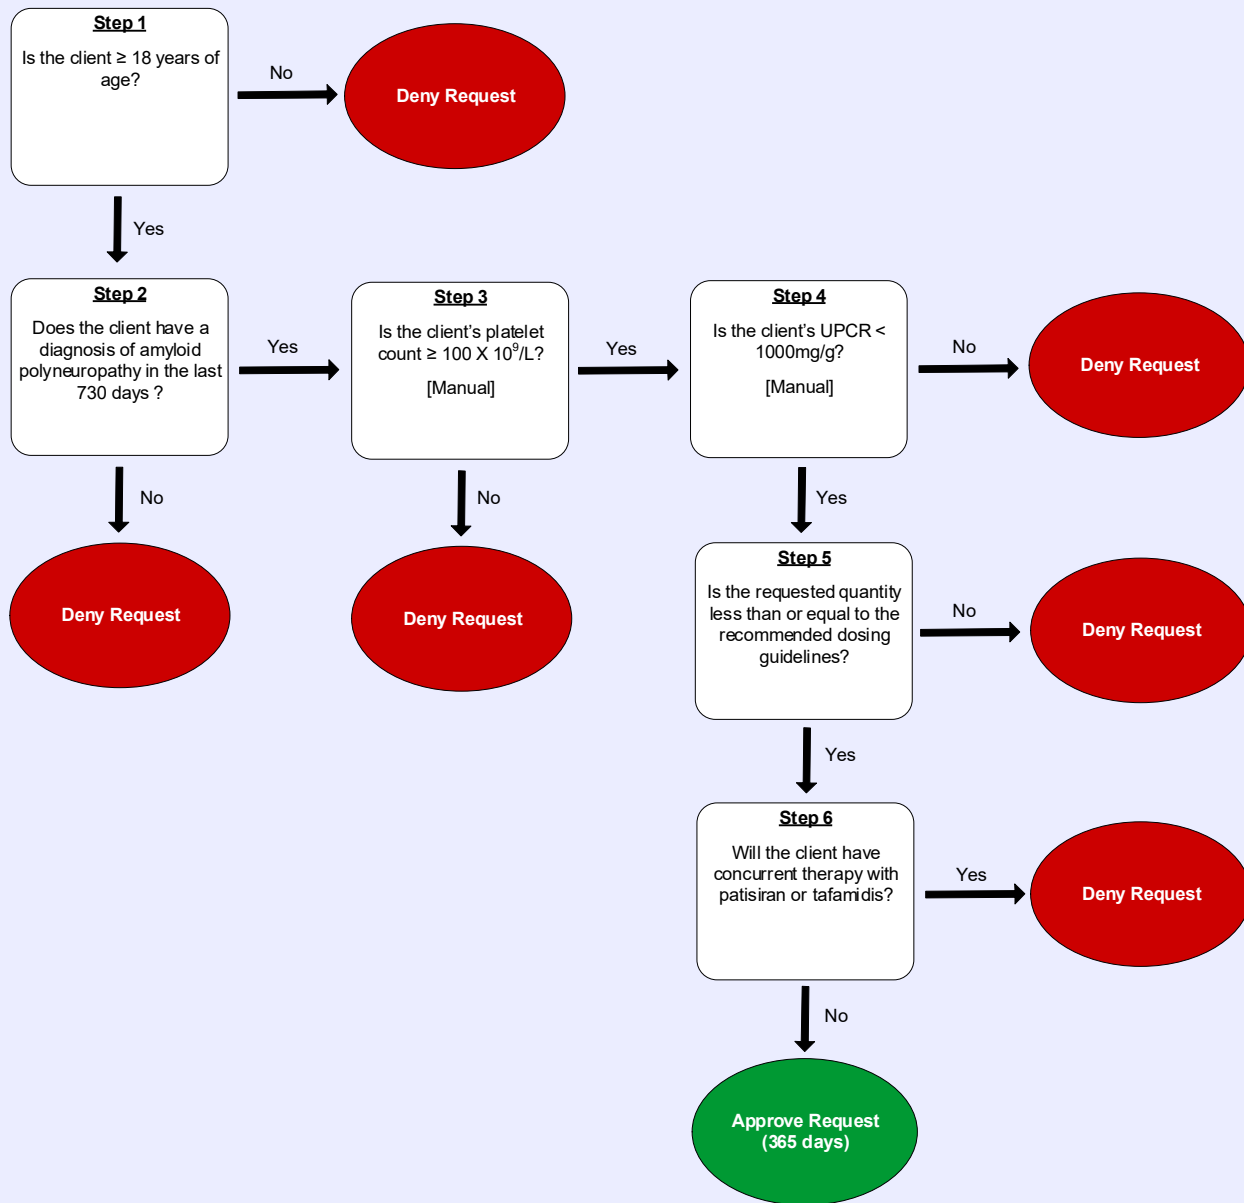 Step 1
Is the client ≥ 18 years of
age?
No
Deny Request
Yes
Step 2
Does the client have a
diagnosis of amyloid
polyneuropathy in the last
730 days ?
Yes
Step 3
Is the client's platelet
count ≥ 100 X 10⁹/L?
[Manual]
Yes
Step 4
Is the client's UPCR <
1000mg/g?
[Manual]
No
Deny Request
No
Deny Request
No
Deny Request
Yes
Step 5
Is the requested quantity
less than or equal to the
recommended dosing
guidelines?
No
Deny Request
Yes
Step 6
Will the client have
concurrent therapy with
patisiran or tafamidis?
Yes
Deny Request
No
Approve Request
(365 days)